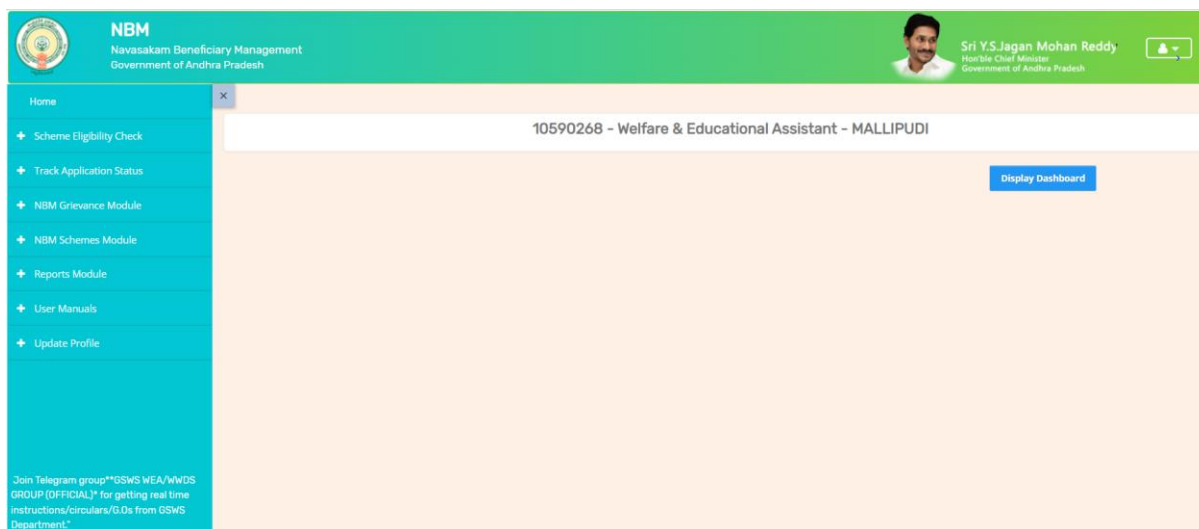 NBM
Navasakam Beneficiary Management
Government of Andhra Pradesh
Sri Y.S.Jagan Mohan Reddy
Hon'ble Chief Minister
Government of Andhra Pradesh
Home
×
10590268 - Welfare & Educational Assistant - MALLIPUDI
Display Dashboard
+ Scheme Eligibility Check
+ Track Application Status
+ NBM Grievance Module
+ NBM Schemes Module
+ Reports Module
+ User Manuals
+ Update Profile
Join Telegram group**GSWS WEA/WWDS
GROUP (OFFICIAL)* for getting real time
instructions/circulars/G.Os from GSWS
Department."